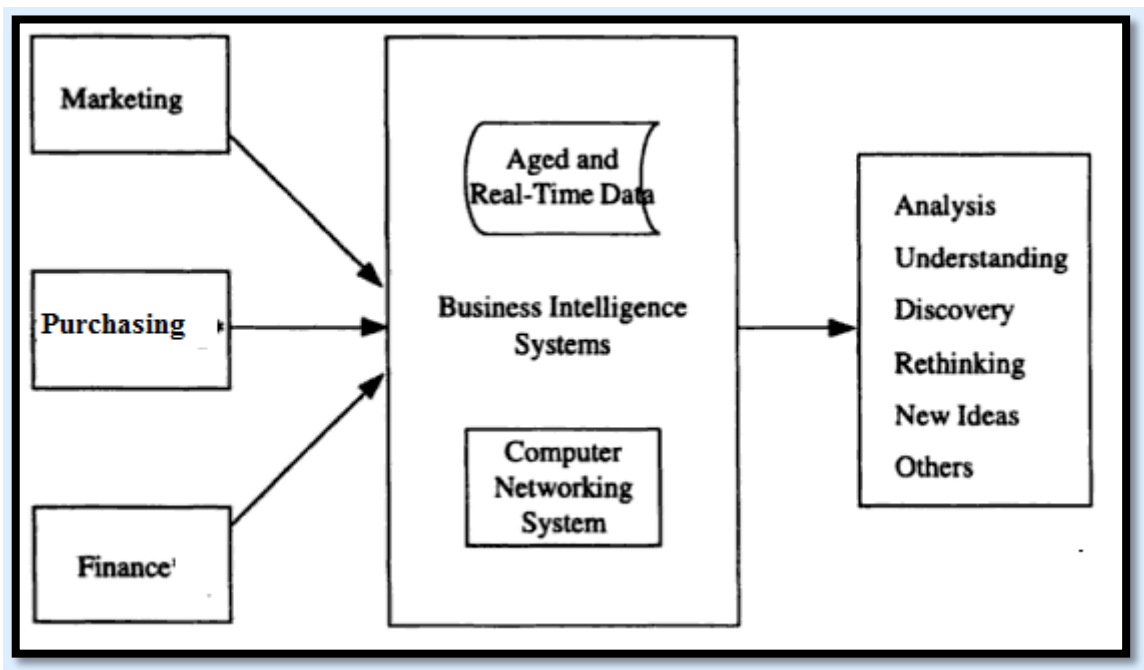 Marketing
Purchasing
Finance
Aged and
Real-Time Data
Business Intelligence
Systems
Computer
Networking
System
Analysis
Understanding
Discovery
Rethinking
New Ideas
Others